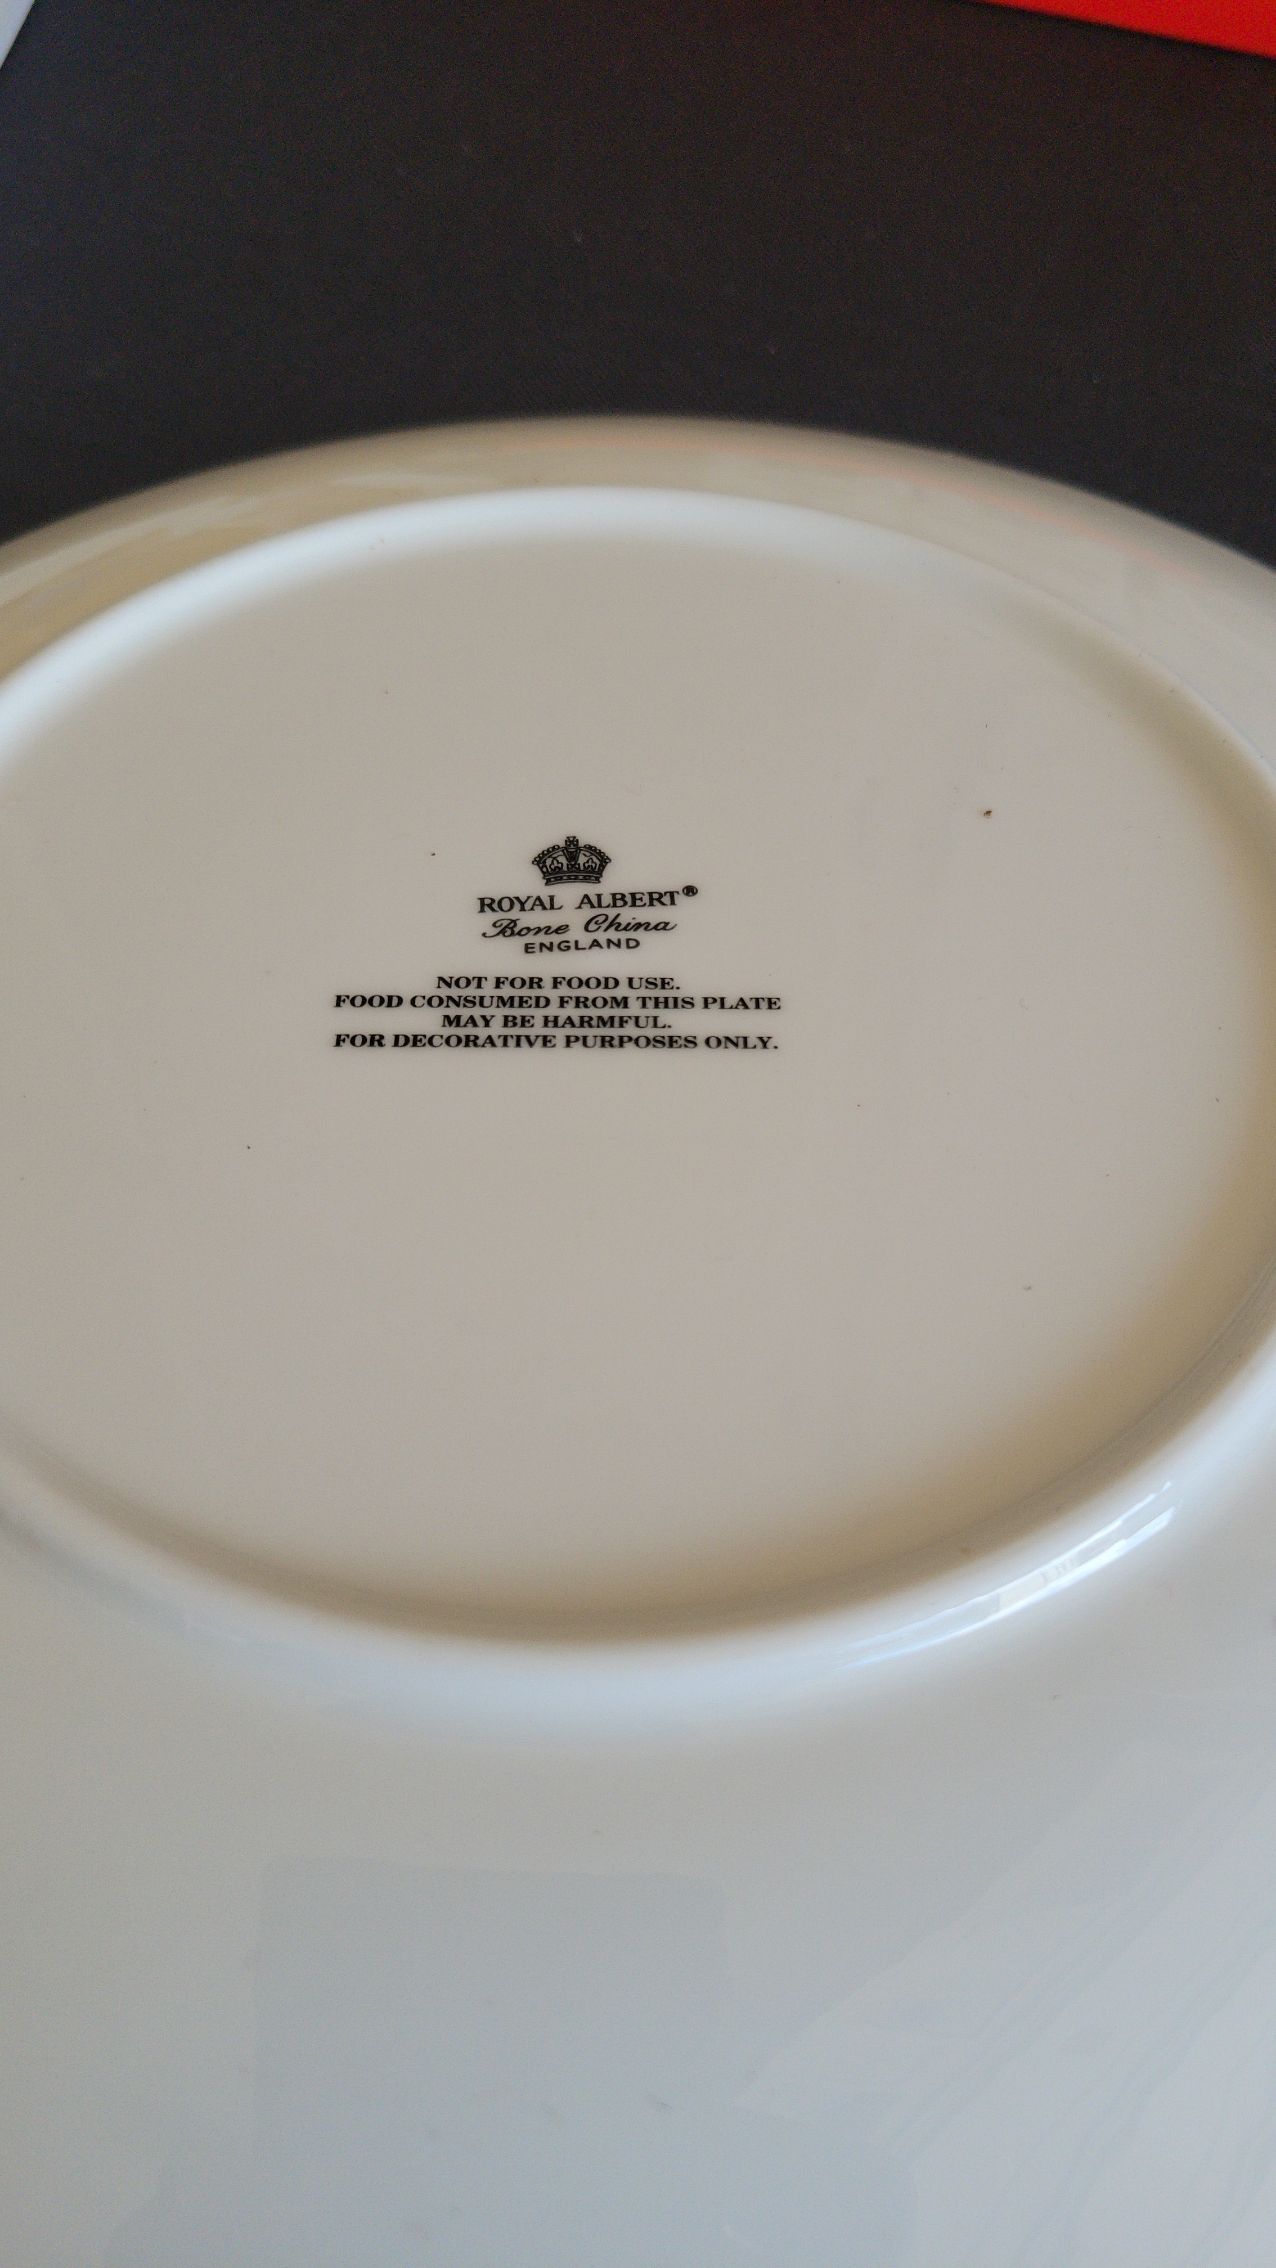 ROYAL ALBERT®
Bone China
ENGLAND
NOT FOR FOOD USE.
FOOD CONSUMED FROM THIS PLATE
MAY BE HARMFUL.
FOR DECORATIVE PURPOSES ONLY.